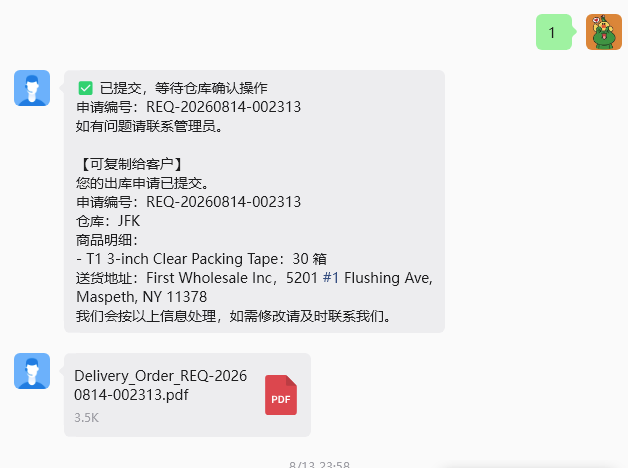 1
✅ 已提交，等待仓库确认操作
申请编号：REQ-20260814-002313
如有问题请联系管理员。
【可复制给客户】
您的出库申请已提交。
申请编号：REQ-20260814-002313
仓库：JFK
商品明细：
- T1 3-inch Clear Packing Tape：30 箱
送货地址：First Wholesale Inc，5201 #1 Flushing Ave,
Maspeth, NY 11378
我们会按以上信息处理，如需修改请及时联系我们。
Delivery_Order_REQ-2026
0814-002313.pdf
PDF
3.5K
8/13 23:58